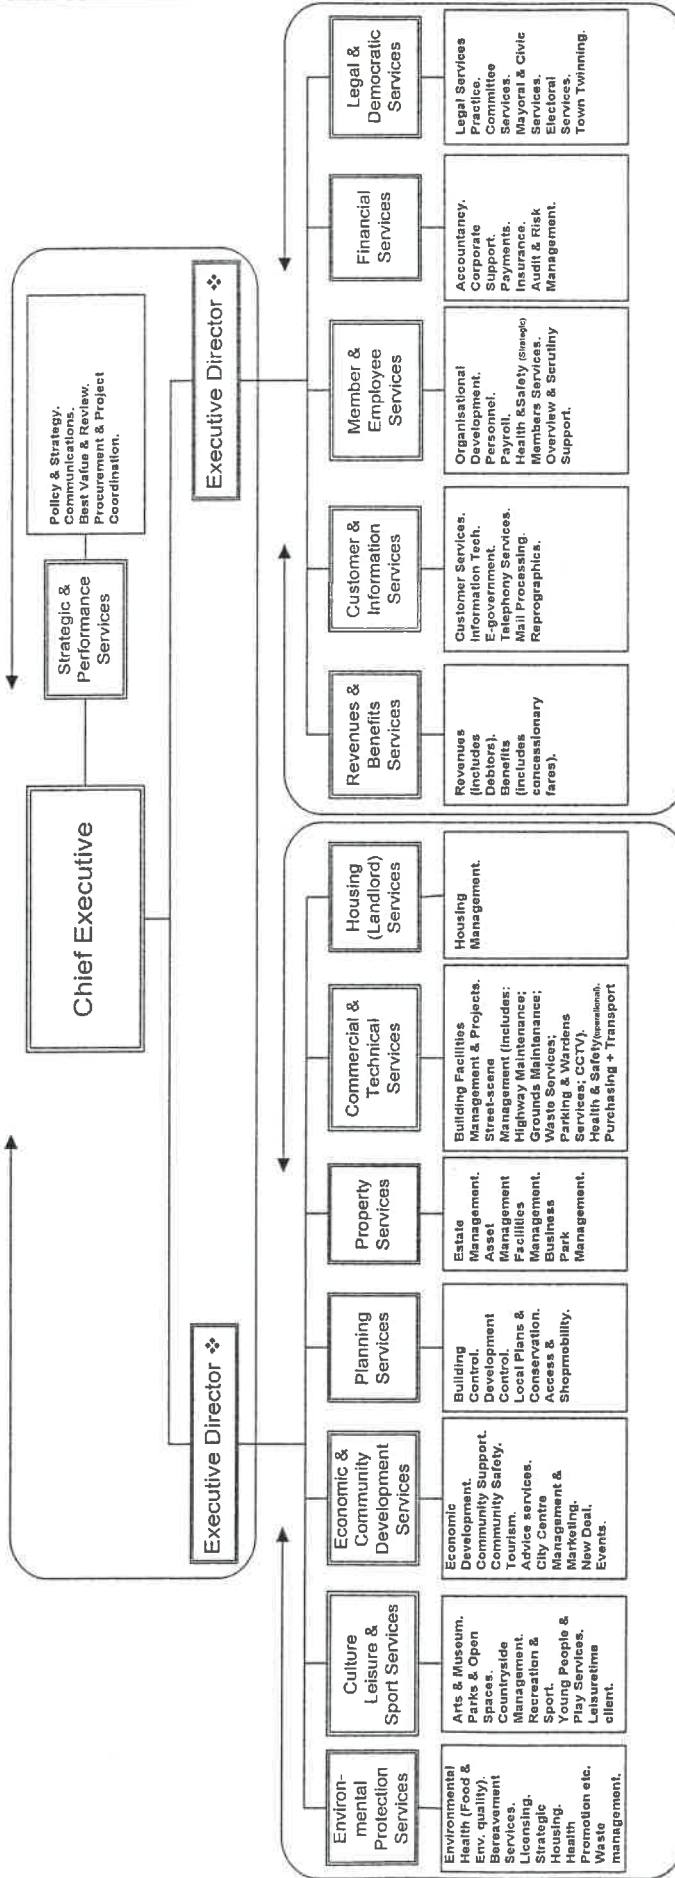 Chief Executive
Strategic &
Performance
Services
Policy & Strategy.
Communications.
Best Value & Review.
Procurement & Project
Coordination.
Executive Director ❖
Executive Director ❖
Environ-
mental
Protection
Services
Culture
Leisure &
Sport Services
Economic &
Community
Development
Services
Planning
Services
Property
Services
Commercial &
Technical
Services
Housing
(Landlord)
Services
Revenues &
Benefits
Services
Customer &
Information
Services
Member &
Employee
Services
Financial
Services
Legal &
Democratic
Services
Environmental
Health (Food &
Env. quality).
Bereavement
Services.
Licensing.
Strategic
Housing.
Health
Promotion etc.
Waste
management.
Arts & Museum.
Parks & Open
Spaces.
Countryside
Management.
Recreation &
Sport.
Young People &
Play Services.
Leisuretime
client.
Economic
Development.
Community Support.
Community Safety.
Tourism.
Advice services.
City Centre
Management &
Marketing.
New Deal.
Events.
Building
Control.
Development
Control.
Local Plans &
Conservation.
Access &
Shopmobility.
Estate
Management.
Asset
Management
Facilities
Management.
Business
Park
Management.
Building Facilities
Management & Projects.
Street-scene
Management (includes;
Highway Maintenance;
Grounds Maintenance;
Waste Services;
Parking & Wardens
Services; CCTV).
Health & Safety(operational).
Purchasing + Transport
Housing
Management.
Revenues
(includes
Debtors).
Benefits
(includes
concessionary
fares).
Customer Services.
Information Tech.
E-government.
Telephony Services.
Mail Processing.
Reprographics.
Organisational
Development.
Personnel.
Payroll.
Health &Safety (Strategic)
Members Services.
Overview & Scrutiny
Support.
Accountancy.
Corporate
Support.
Payments.
Insurance.
Audit & Risk
Management.
Legal Services
Practice.
Committee
Services.
Mayoral & Civic
Services.
Electoral
Services.
Town Twinning.